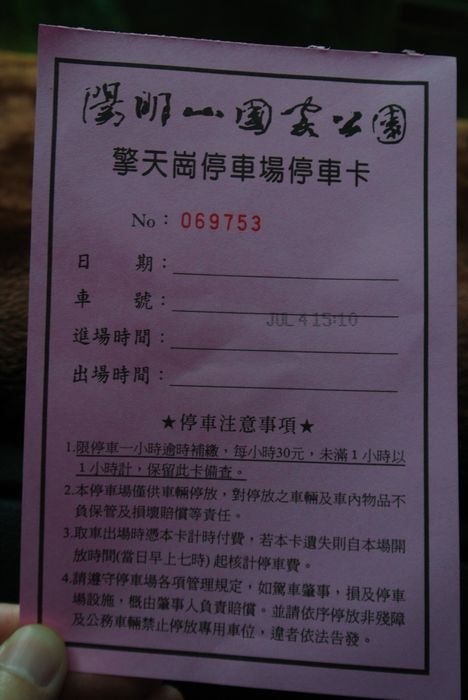 陽明山國家公園
擎天崗停車場停車卡
No：069753
日　　期：
車　　號：
JUL 4 15:10
進場時間：
出場時間：
★停車注意事項★
1.限停車一小時逾時補繳，每小時30元，未滿1小時以
1小時計，保留此卡備查。
2.本停車場僅供車輛停放，對停放之車輛及車內物品不
負保管及損壞賠償等責任。
3.取車出場時憑本卡計時付費，若本卡遺失則自本場開
放時間(當日早上七時)起核計停車費。
4.請遵守停車場各項管理規定，如駕車肇事，損及停車
場設施，概由肇事人負責賠償。並請依序停放非殘障
及公務車輛禁止停放專用車位，違者依法告發。